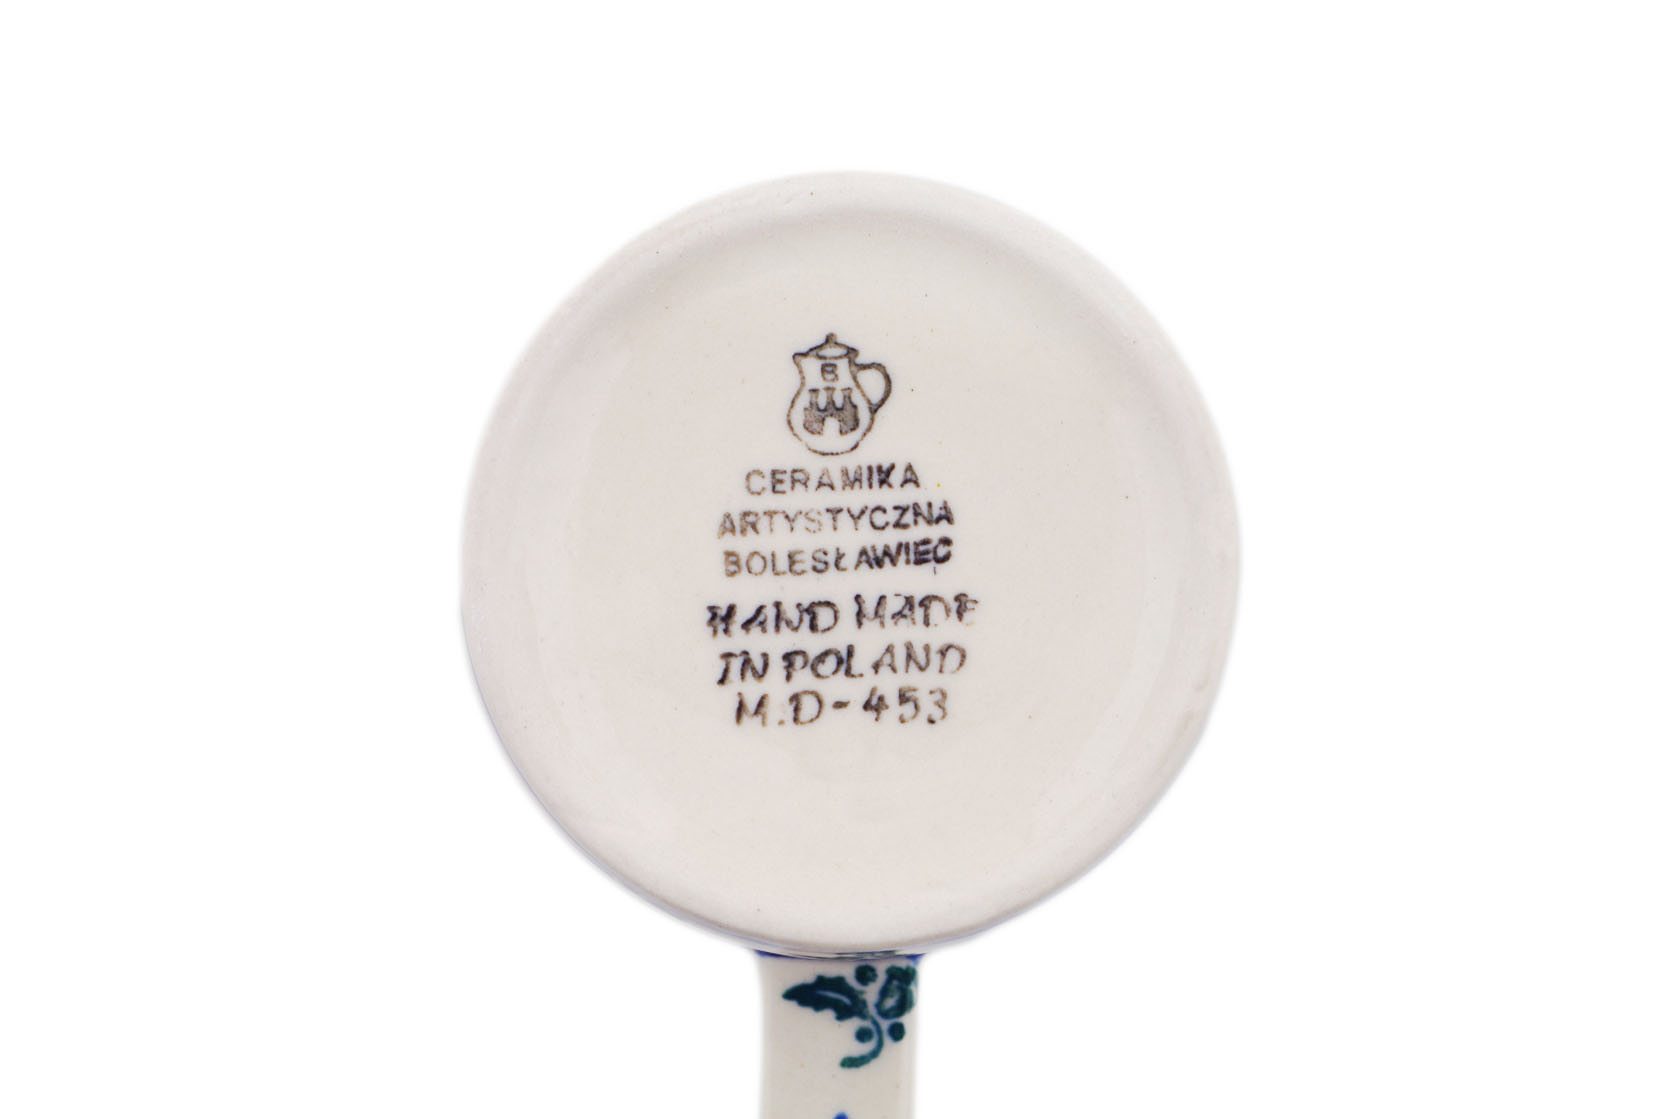 B
CERAMIKA
ARTYSTYCZNA
BOLESŁAWIEC
HAND MADE
IN POLAND
M.D-453